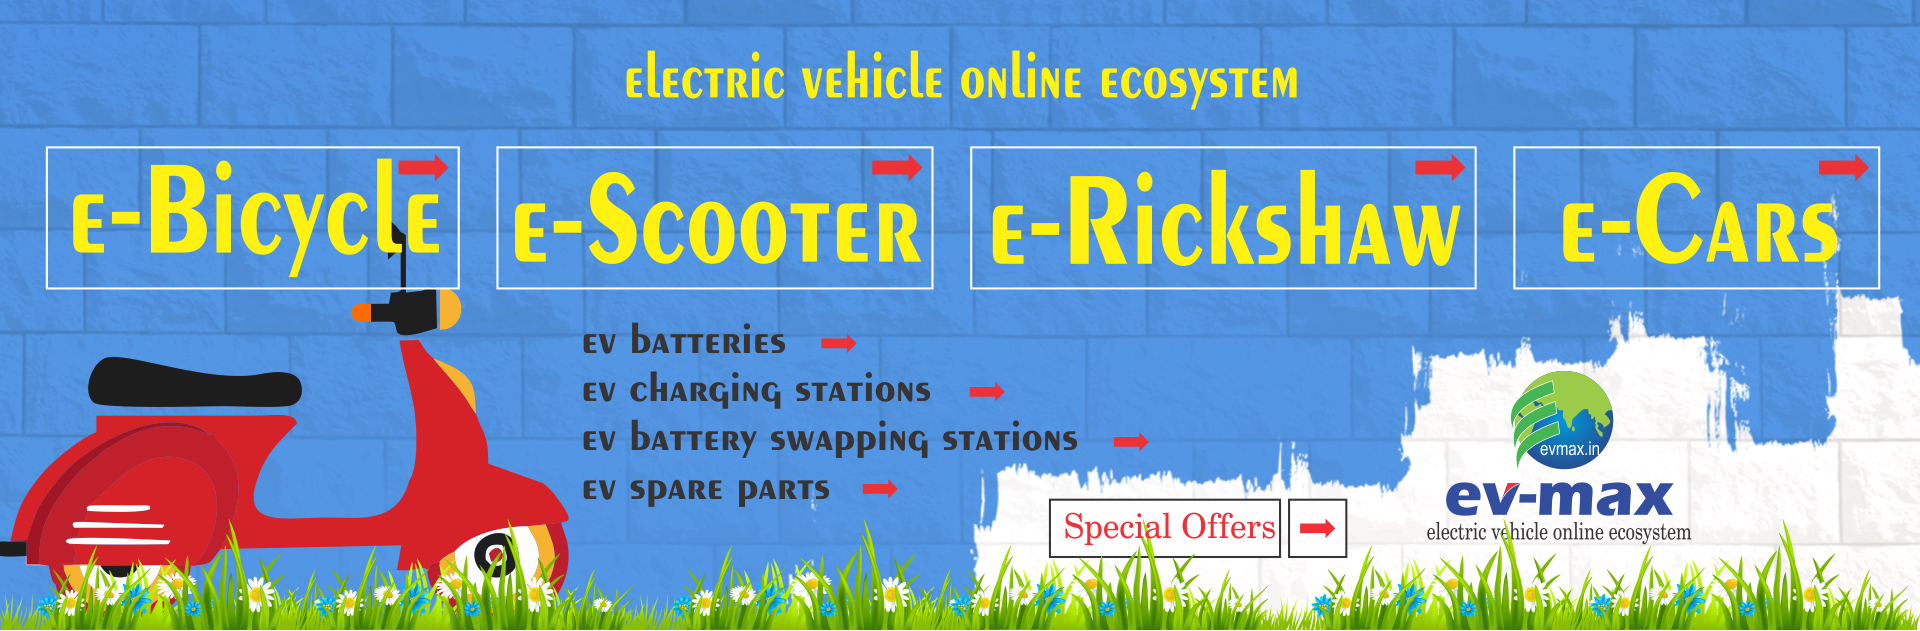 electric vehicle online ecosystem
e-Bicycle
e-Scooter
e-Rickshaw
e-Cars
ev batteries
ev charging stations
ev battery swapping stations
ev spare parts
Special Offers
evmax.in
ev-max
electric vehicle online ecosystem